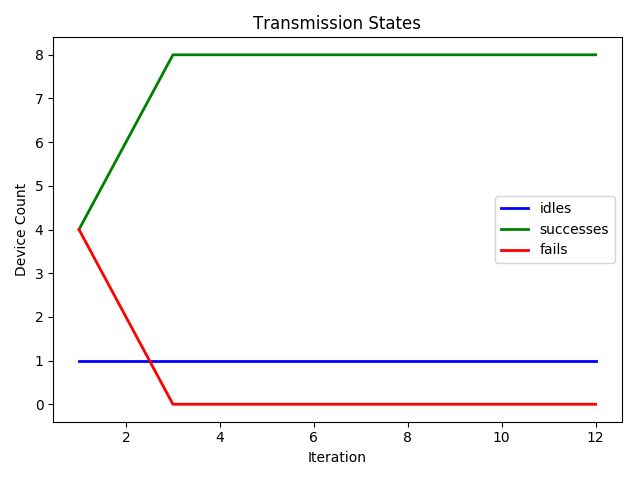 Transmission States
Device Count
8
7
6
5
4
3
2
1
0
idles
successes
fails
2 4 6 8 10 12
Iteration